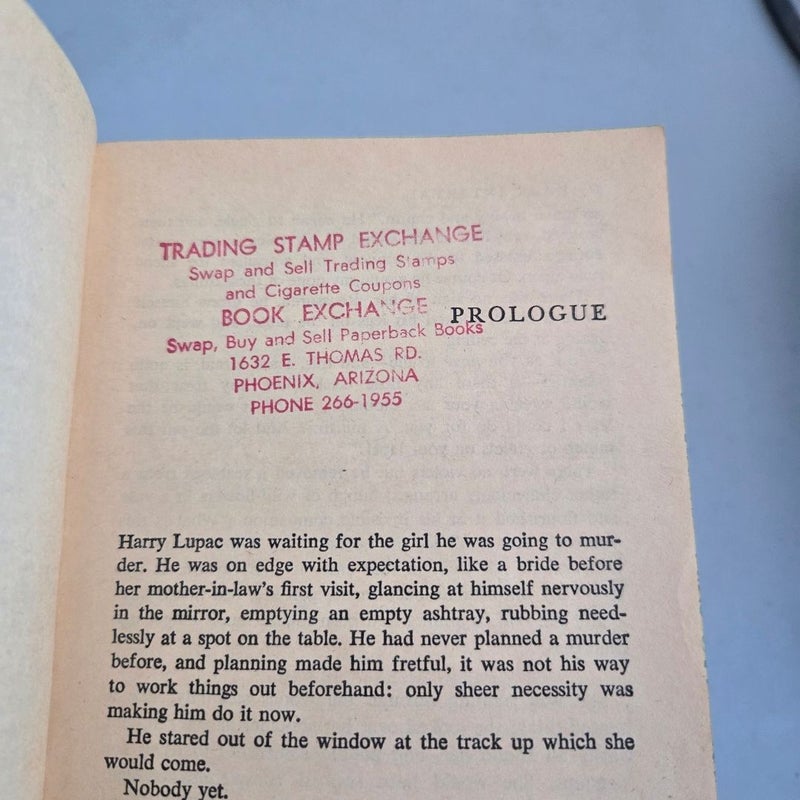 TRADING STAMP EXCHANGE
Swap and Sell Trading Stamps
and Cigarette Coupons
BOOK EXCHANGE
Swap, Buy and Sell Paperback Books
1632 E. THOMAS RD.
PHOENIX, ARIZONA
PHONE 266-1955
PROLOGUE
Harry Lupac was waiting for the girl he was going to mur-
der. He was on edge with expectation, like a bride before
her mother-in-law's first visit, glancing at himself nervously
in the mirror, emptying an empty ashtray, rubbing need-
lessly at a spot on the table. He had never planned a murder
before, and planning made him fretful, it was not his way
to work things out beforehand: only sheer necessity was
making him do it now.
He stared out of the window at the track up which she
would come.
Nobody yet.